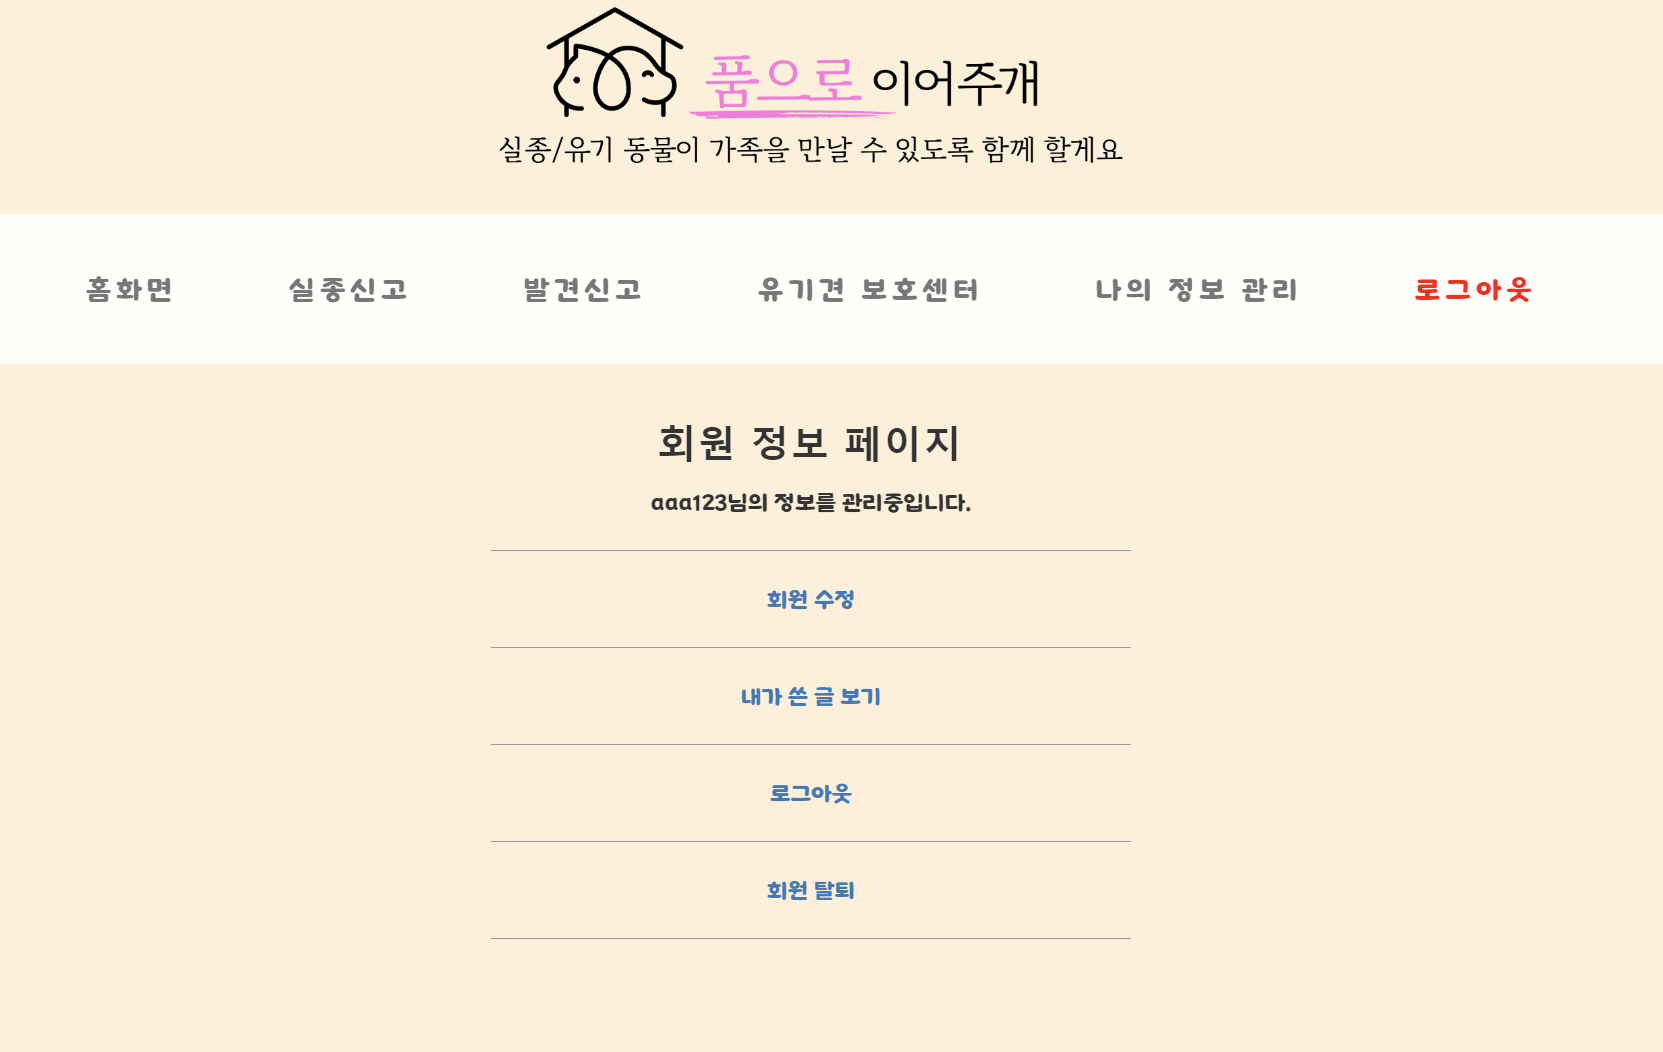 품으로 이어주개
실종/유기 동물이 가족을 만날 수 있도록 함께 할게요
홈화면 실종신고 발견신고 유기견 보호센터 나의 정보 관리 로그아웃
회원 정보 페이지
aaa123님의 정보를 관리중입니다.
회원 수정
내가 쓴 글 보기
로그아웃
회원 탈퇴